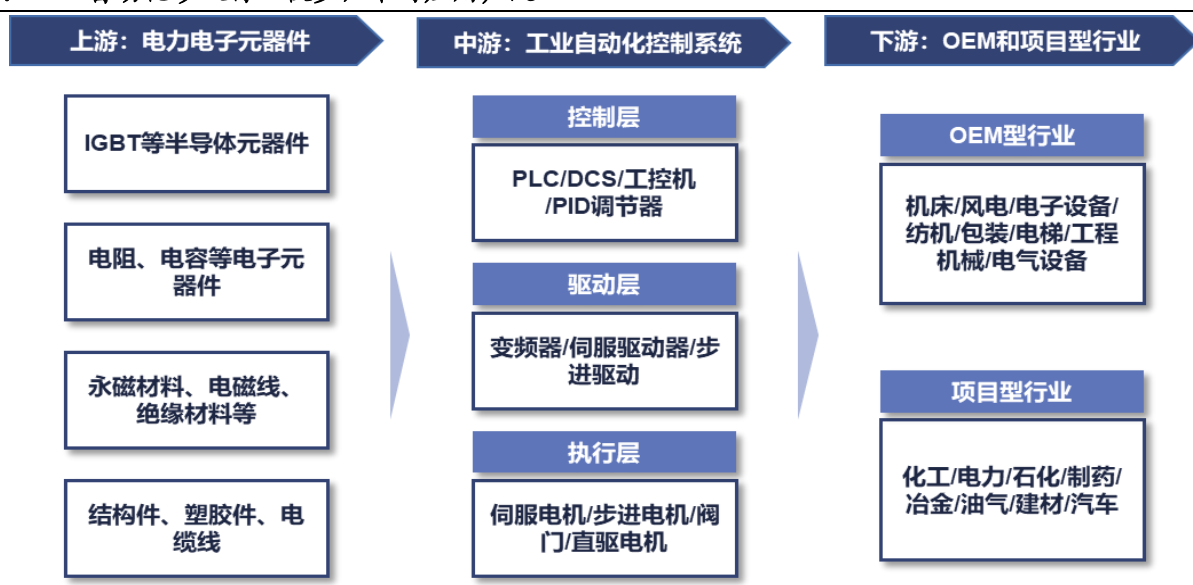 上游：电力电子元器件
IGBT等半导体元器件
电阻、电容等电子元
器件
永磁材料、电磁线、
绝缘材料等
结构件、塑胶件、电
缆线
中游：工业自动化控制系统
控制层
PLC/DCS/工控机
/PID调节器
驱动层
变频器/伺服驱动器/步
进驱动
执行层
伺服电机/步进电机/阀
门/直驱电机
下游：OEM和项目型行业
OEM型行业
机床/风电/电子设备/
纺机/包装/电梯/工程
机械/电气设备
项目型行业
化工/电力/石化/制药/
冶金/油气/建材/汽车